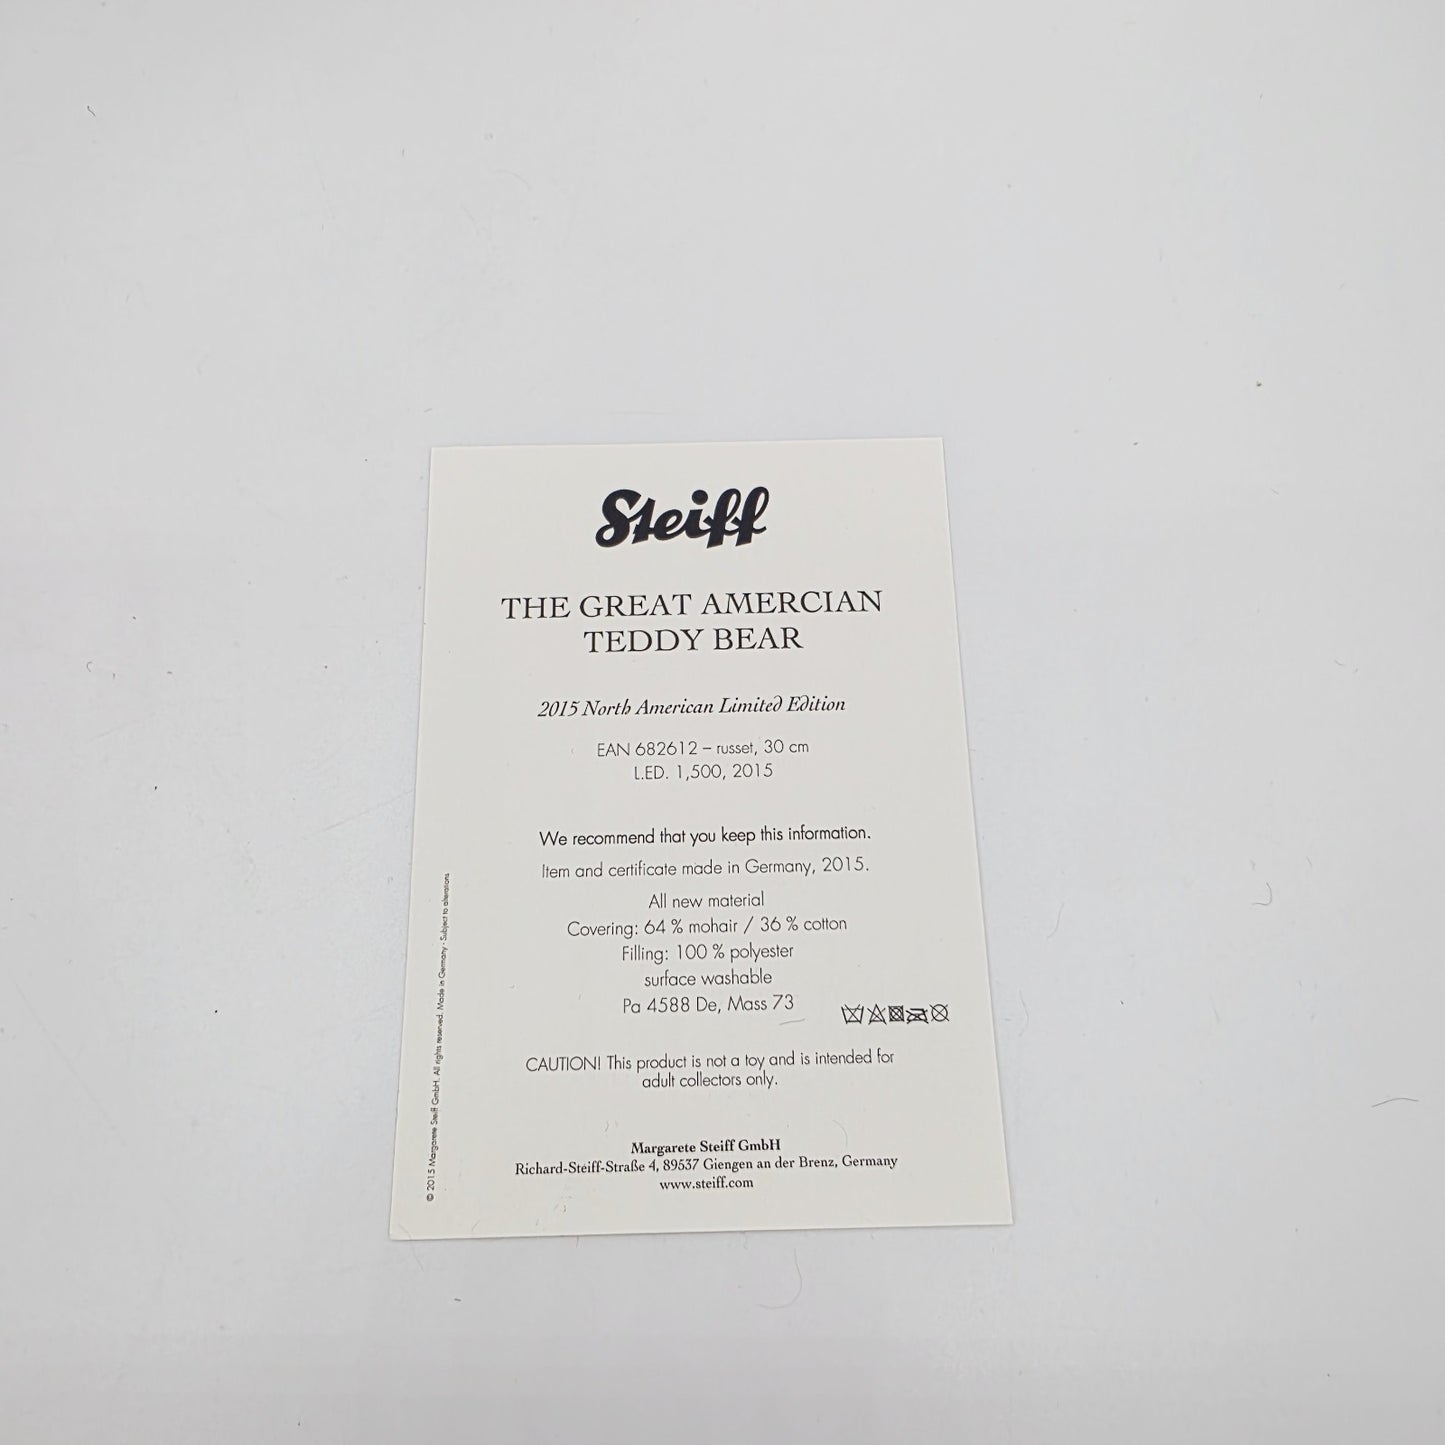 Steiff
THE GREAT AMERCIAN
TEDDY BEAR
2015 North American Limited Edition
EAN 682612 – russet, 30 cm
L.ED. 1,500, 2015
We recommend that you keep this information.
Item and certificate made in Germany, 2015.
All new material
Covering: 64 % mohair / 36 % cotton
Filling: 100 % polyester
surface washable
Pa 4588 De, Mass 73
CAUTION! This product is not a toy and is intended for
adult collectors only.
Margarete Steiff GmbH
Richard-Steiff-Straße 4, 89537 Giengen an der Brenz, Germany
www.steiff.com
© 2015 Margarete Steiff GmbH. All rights reserved. Made in Germany · Subject to alterations